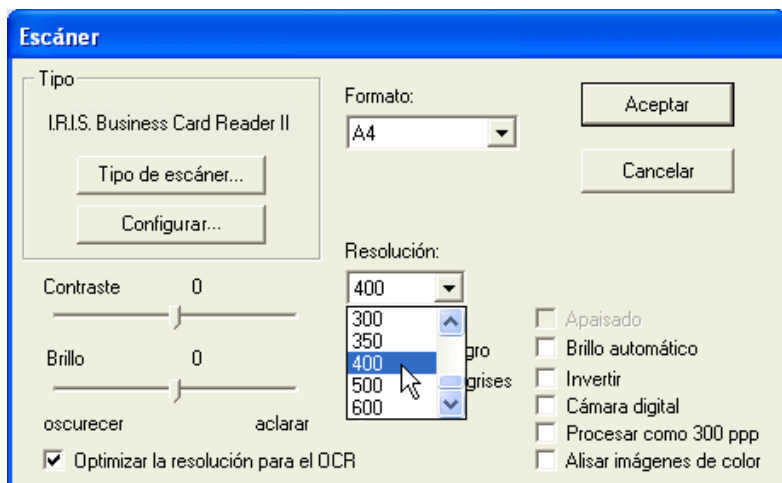 Escáner
Tipo
I.R.I.S. Business Card Reader II
Tipo de escáner...
Configurar...
Formato:
A4
Aceptar
Cancelar
Resolución:
400
300
350
400
500
600
gro
grises
Contraste 0
Brillo 0
oscurecer aclarar
Optimizar la resolución para el OCR
Apaisado
Brillo automático
Invertir
Cámara digital
Procesar como 300 ppp
Alisar imágenes de color